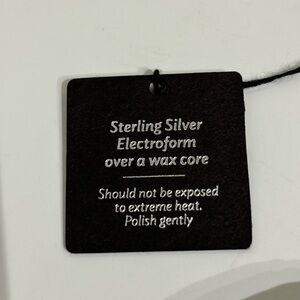 Sterling Silver
Electroform
over a wax core
Should not be exposed
to extreme heat.
Polish gently